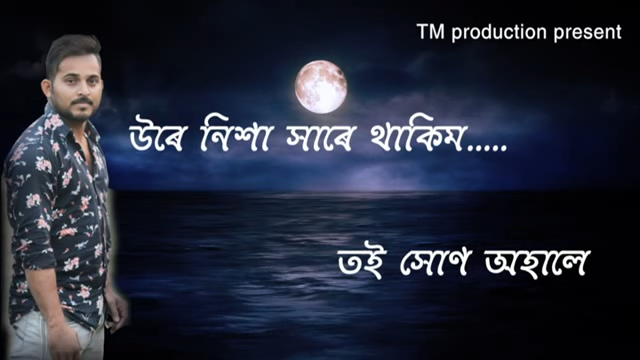 TM production present
উৰে নিশা সাৰে থাকিম.....
তই সোণ অহালে